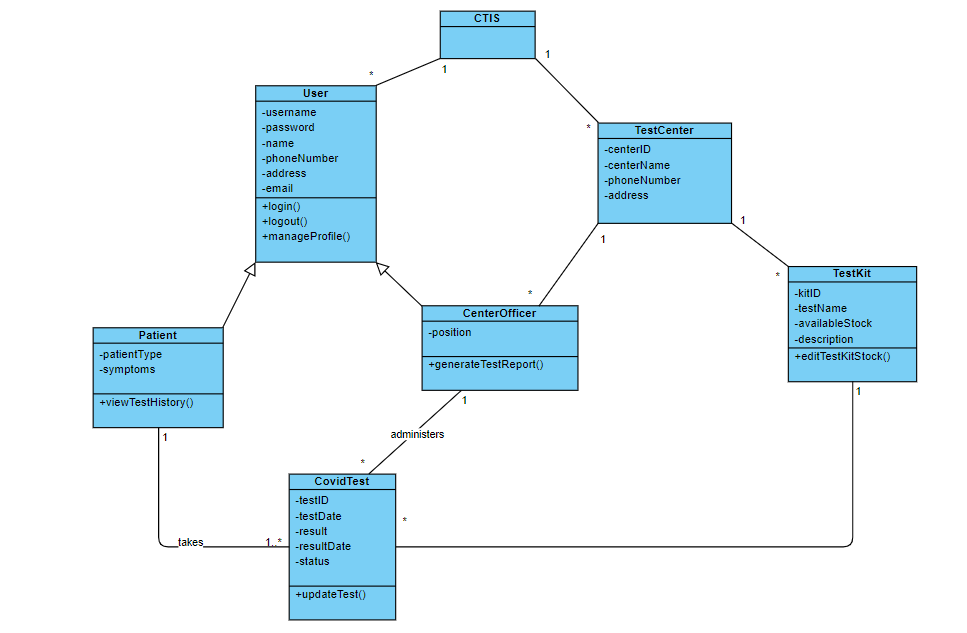 CTIS
1
1
*
*
User
-username
-password
-name
-phoneNumber
-address
-email
+login()
+logout()
+manageProfile()
TestCenter
-centerID
-centerName
-phoneNumber
-address
1
1
*
*
TestKit
-kitID
-testName
-availableStock
-description
+editTestKitStock()
CenterOfficer
-position
+generateTestReport()
Patient
-patientType
-symptoms
+viewTestHistory()
1
1
1
administers
*
CovidTest
-testID
-testDate
-result
-resultDate
-status
+updateTest()
*
takes
1..*